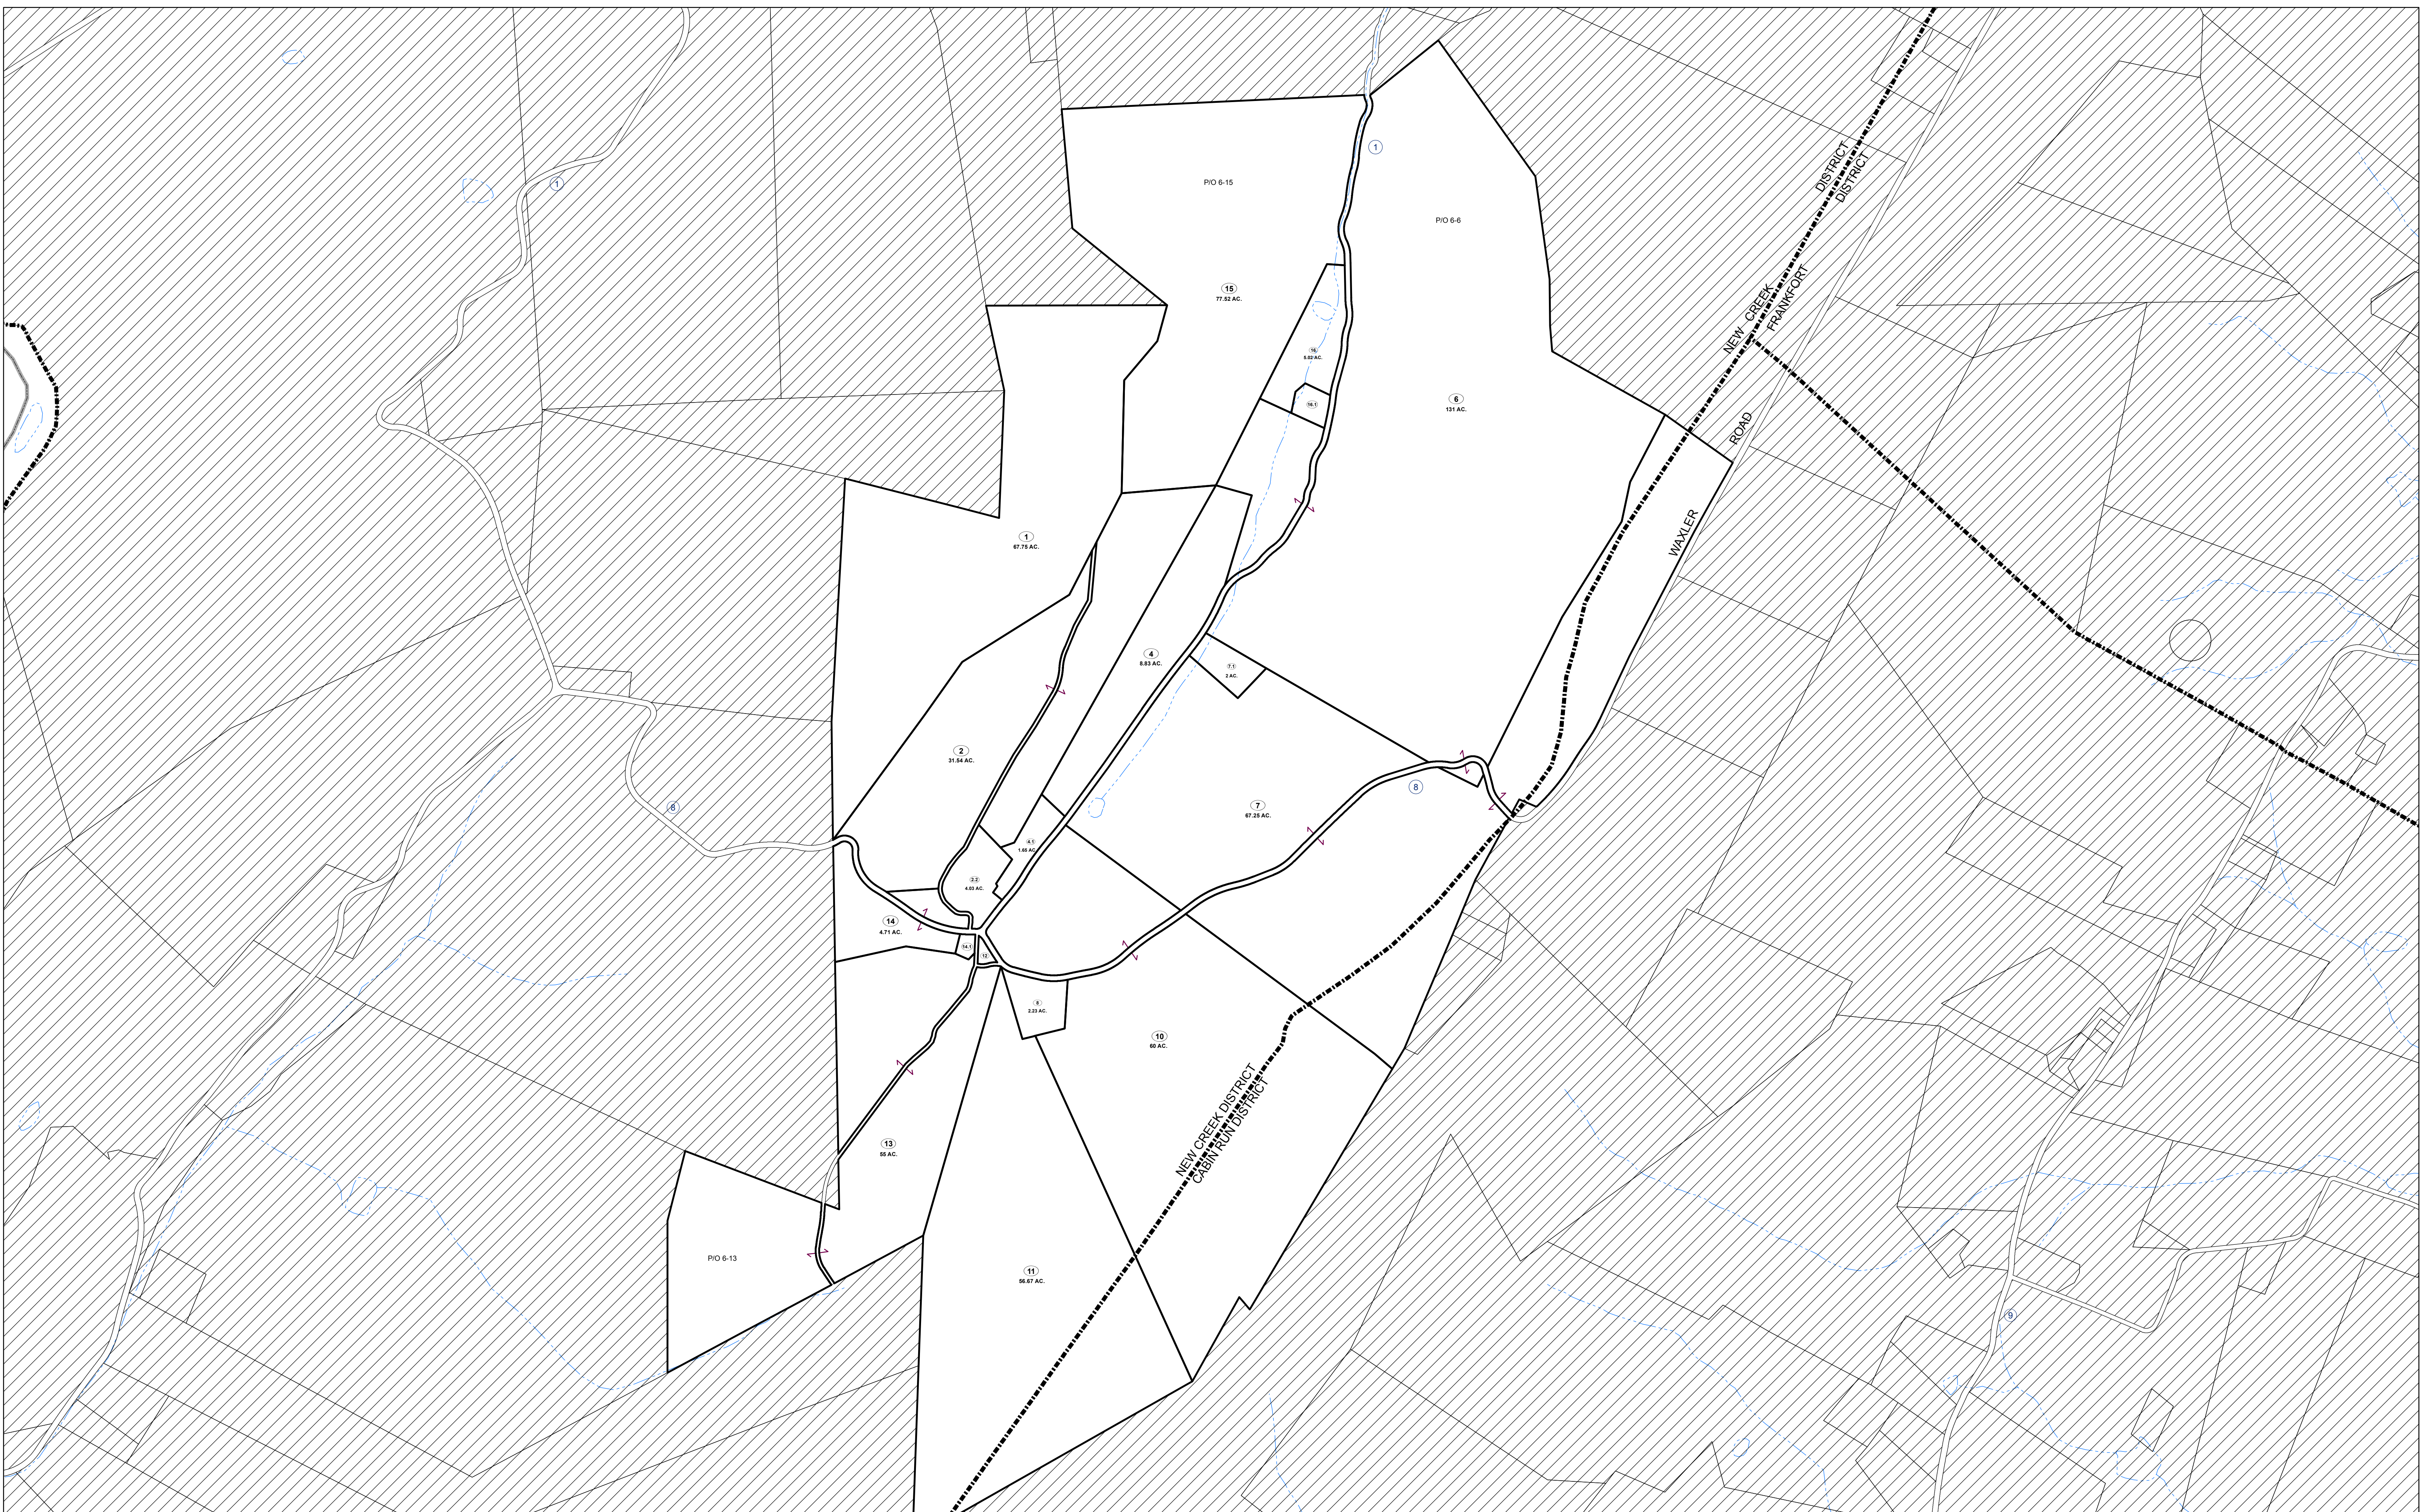 1
1
P/O 6-15
DISTRICT
DISTRICT
P/O 6-6
15
77.52 AC.
NEW CREEK
FRANKFORT
16
5.02 AC.
16.1
6
131 AC.
ROAD
WAXLER
1
67.75 AC.
4
8.83 AC.
7.1
2 AC.
2
31.54 AC.
8
8
7
67.25 AC.
4.1
1.65 AC.
2.2
4.03 AC.
14
4.71 AC.
14.1
12
8
2.23 AC.
10
60 AC.
NEW CREEK DISTRICT
CABIN RUN DISTRICT
13
55 AC.
P/O 6-13
11
56.67 AC.
9